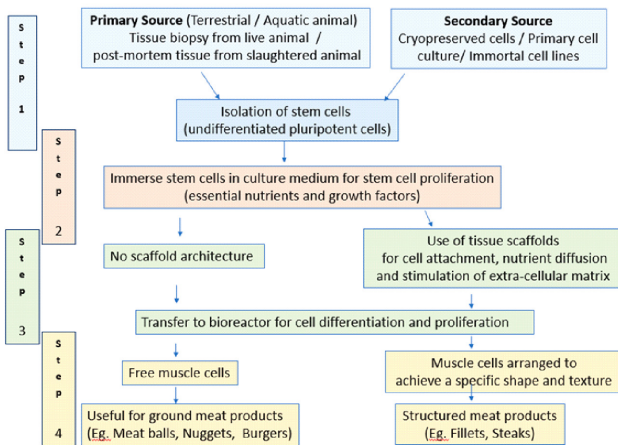 S
t
e
p
1
Primary Source (Terrestrial / Aquatic animal)
Tissue biopsy from live animal /
post-mortem tissue from slaughtered animal
Secondary Source
Cryopreserved cells / Primary cell
culture/ Immortal cell lines
Isolation of stem cells
(undifferentiated pluripotent cells)
S
t
e
p
2
Immerse stem cells in culture medium for stem cell proliferation
(essential nutrients and growth factors)
S
t
e
p
3
No scaffold architecture
Use of tissue scaffolds
for cell attachment, nutrient diffusion
and stimulation of extra-cellular matrix
Transfer to bioreactor for cell differentiation and proliferation
S
t
e
p
4
Free muscle cells
Muscle cells arranged to
achieve a specific shape and texture
Useful for ground meat products
(Eg. Meat balls, Nuggets, Burgers)
Structured meat products
(Eg. Fillets, Steaks)